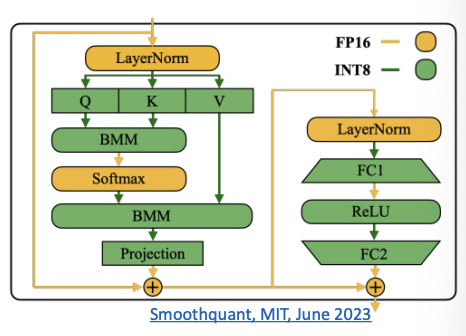 FP16
INT8
LayerNorm
Q K V
BMM
Softmax
BMM
Projection
LayerNorm
FC1
ReLU
FC2
Smoothquant, MIT, June 2023